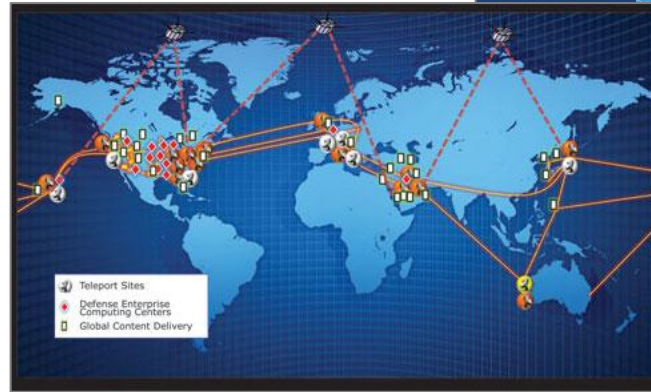 Teleport Sites
Defense Enterprise
Computing Centers
Global Content Delivery